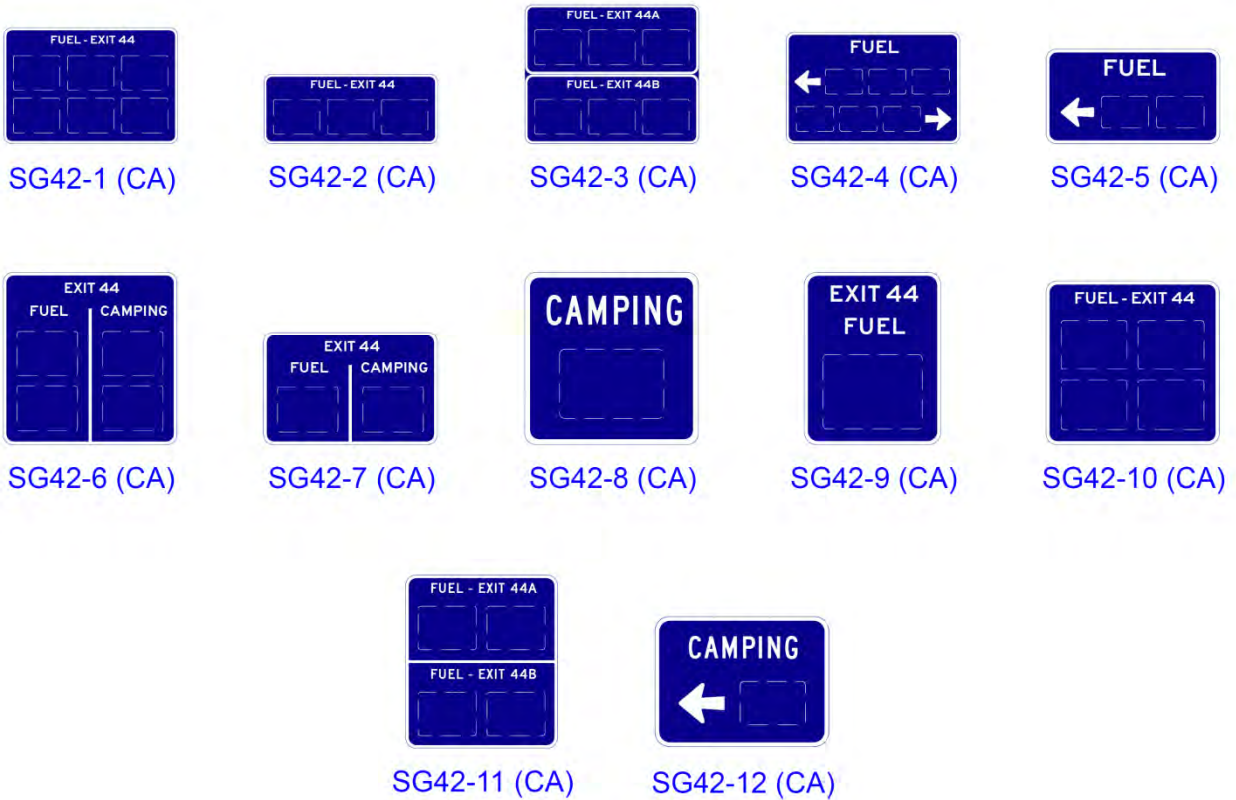 FUEL - EXIT 44
SG42-1 (CA)
FUEL - EXIT 44
SG42-2 (CA)
FUEL - EXIT 44A
FUEL - EXIT 44B
SG42-3 (CA)
FUEL
SG42-4 (CA)
FUEL
SG42-5 (CA)
EXIT 44
FUEL CAMPING
SG42-6 (CA)
EXIT 44
FUEL CAMPING
SG42-7 (CA)
CAMPING
SG42-8 (CA)
EXIT 44
FUEL
SG42-9 (CA)
FUEL - EXIT 44
SG42-10 (CA)
FUEL - EXIT 44A
FUEL - EXIT 44B
SG42-11 (CA)
CAMPING
SG42-12 (CA)